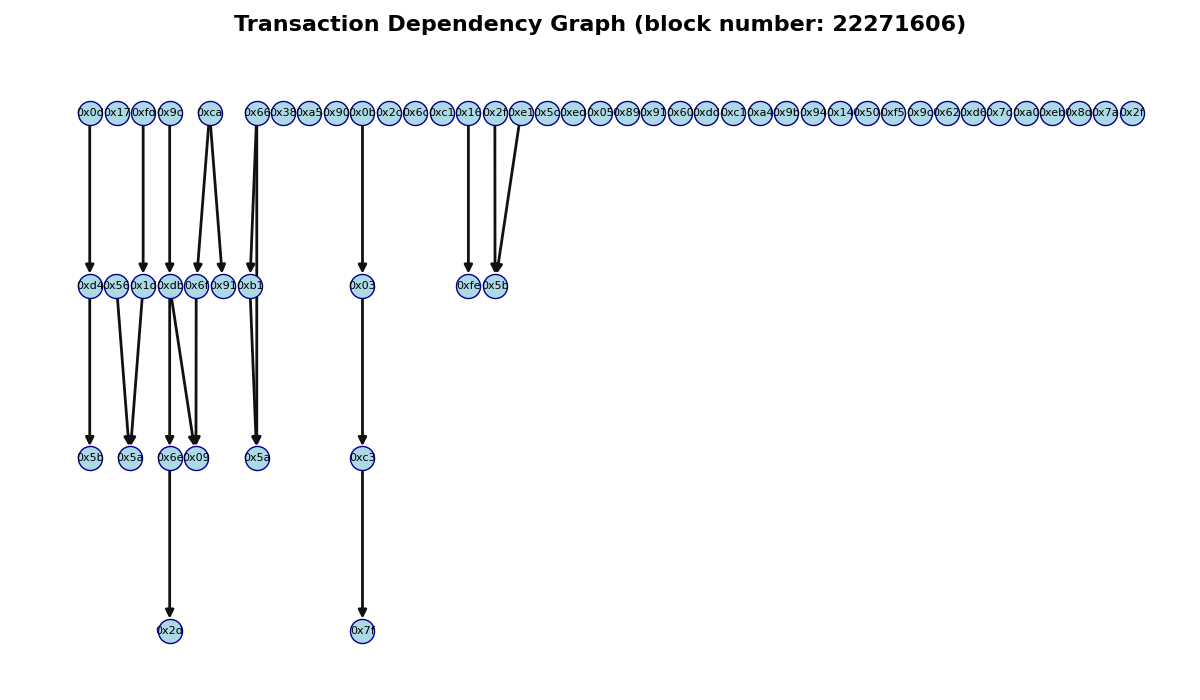 Transaction Dependency Graph (block number: 22271606)
0x0d 0x17 0xfd 0x9c 0xca 0x66 0x38 0xa5 0x90 0x0b 0x2c 0x6c 0xc1 0x16 0x2f 0xe1 0x5c 0xed 0x05 0x89 0x91 0x60 0xdd 0xc1 0xa4 0x9b 0x94 0x14 0x50 0xf5 0x9c 0x62 0xd6 0x7d 0xa0 0xeb 0x8d 0x7a 0x2f
0xd4 0x56 0x1d 0xdb 0x6f 0x91 0xb1 0x03 0xfe 0x5b
0x5b 0x5a 0x6e 0x09 0x5a 0xc3
0x2d 0x7f